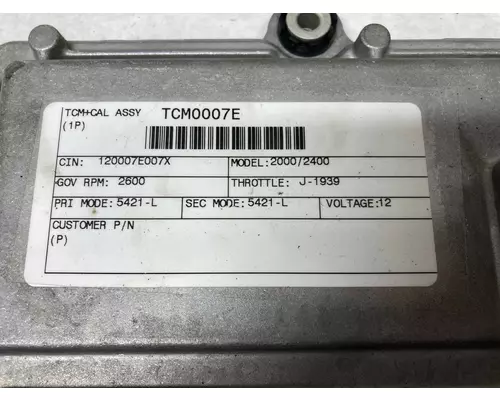 TCM+CAL ASSY TCM0007E
(1P)
CIN: 120007E007X MODEL: 2000/2400
GOV RPM: 2600 THROTTLE: J-1939
PRI MODE: 5421-L SEC MODE: 5421-L VOLTAGE:12
CUSTOMER P/N
(P)